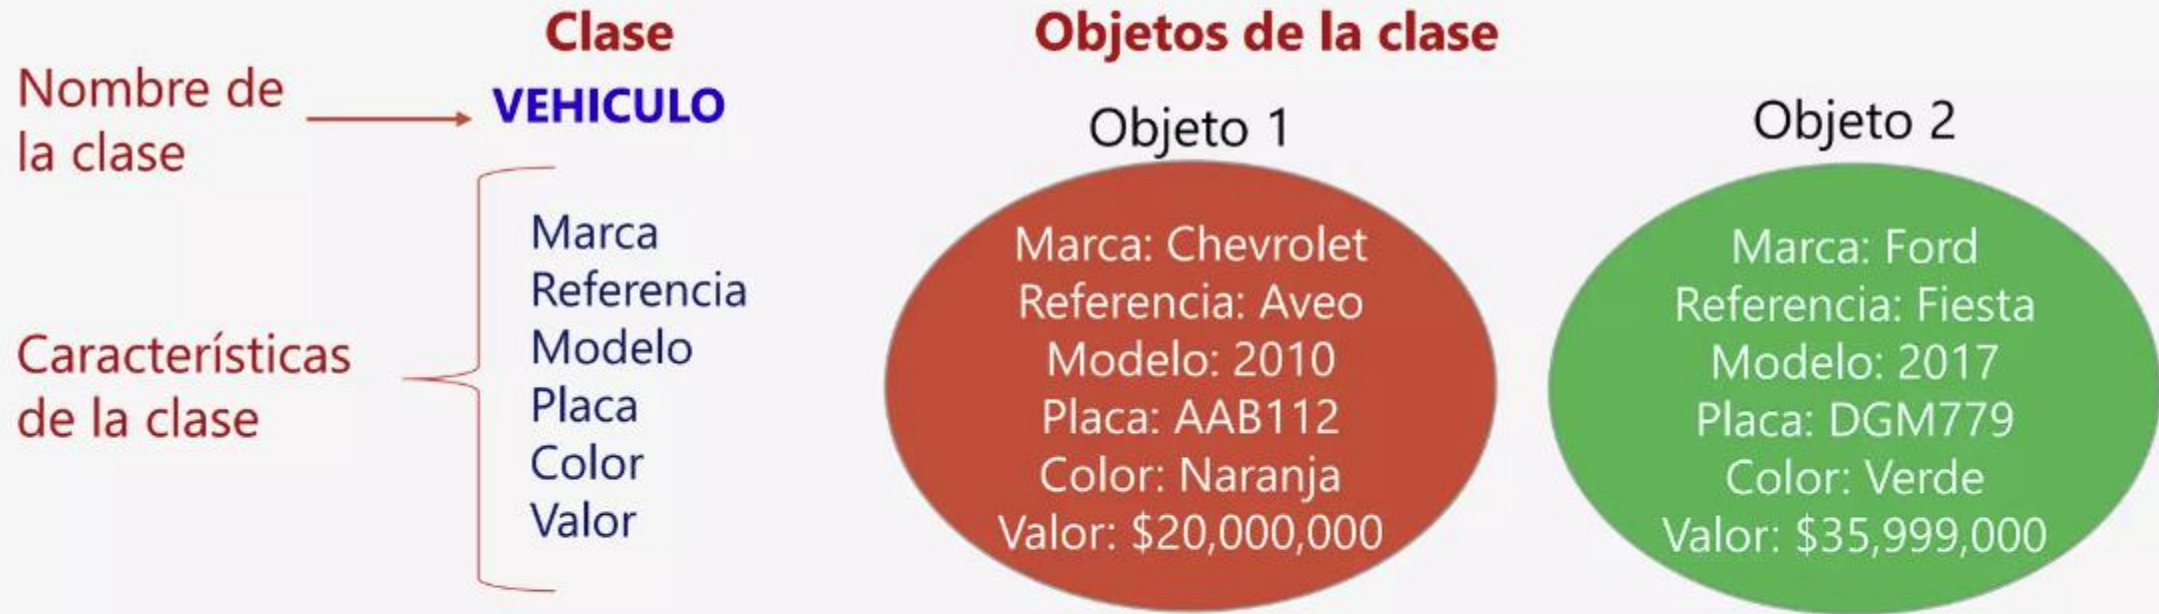 Clase
Nombre de
la clase
VEHICULO
Características
de la clase
Marca
Referencia
Modelo
Placa
Color
Valor
Objetos de la clase
Objeto 1
Marca: Chevrolet
Referencia: Aveo
Modelo: 2010
Placa: AAB112
Color: Naranja
Valor: $20,000,000
Objeto 2
Marca: Ford
Referencia: Fiesta
Modelo: 2017
Placa: DGM779
Color: Verde
Valor: $35,999,000